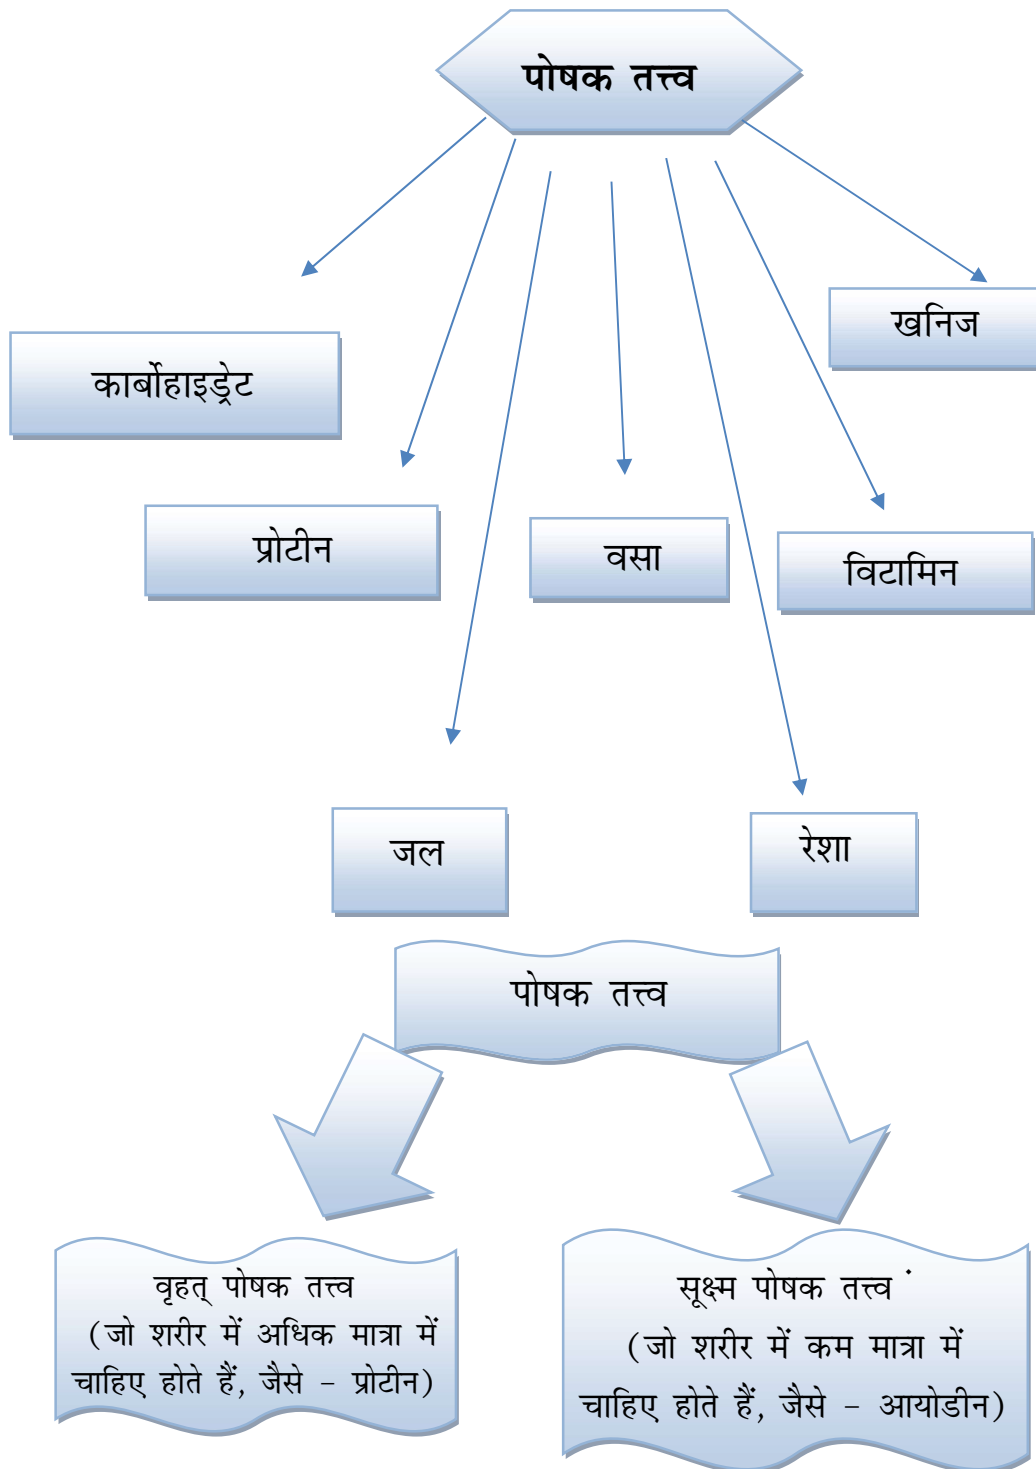 पोषक तत्त्व
खनिज
कार्बोहाइड्रेट
प्रोटीन
वसा
विटामिन
जल
रेशा
पोषक तत्त्व
वृहत् पोषक तत्त्व
(जो शरीर में अधिक मात्रा में
चाहिए होते हैं, जैसे – प्रोटीन)
सूक्ष्म पोषक तत्त्व
(जो शरीर में कम मात्रा में
चाहिए होते हैं, जैसे – आयोडीन)